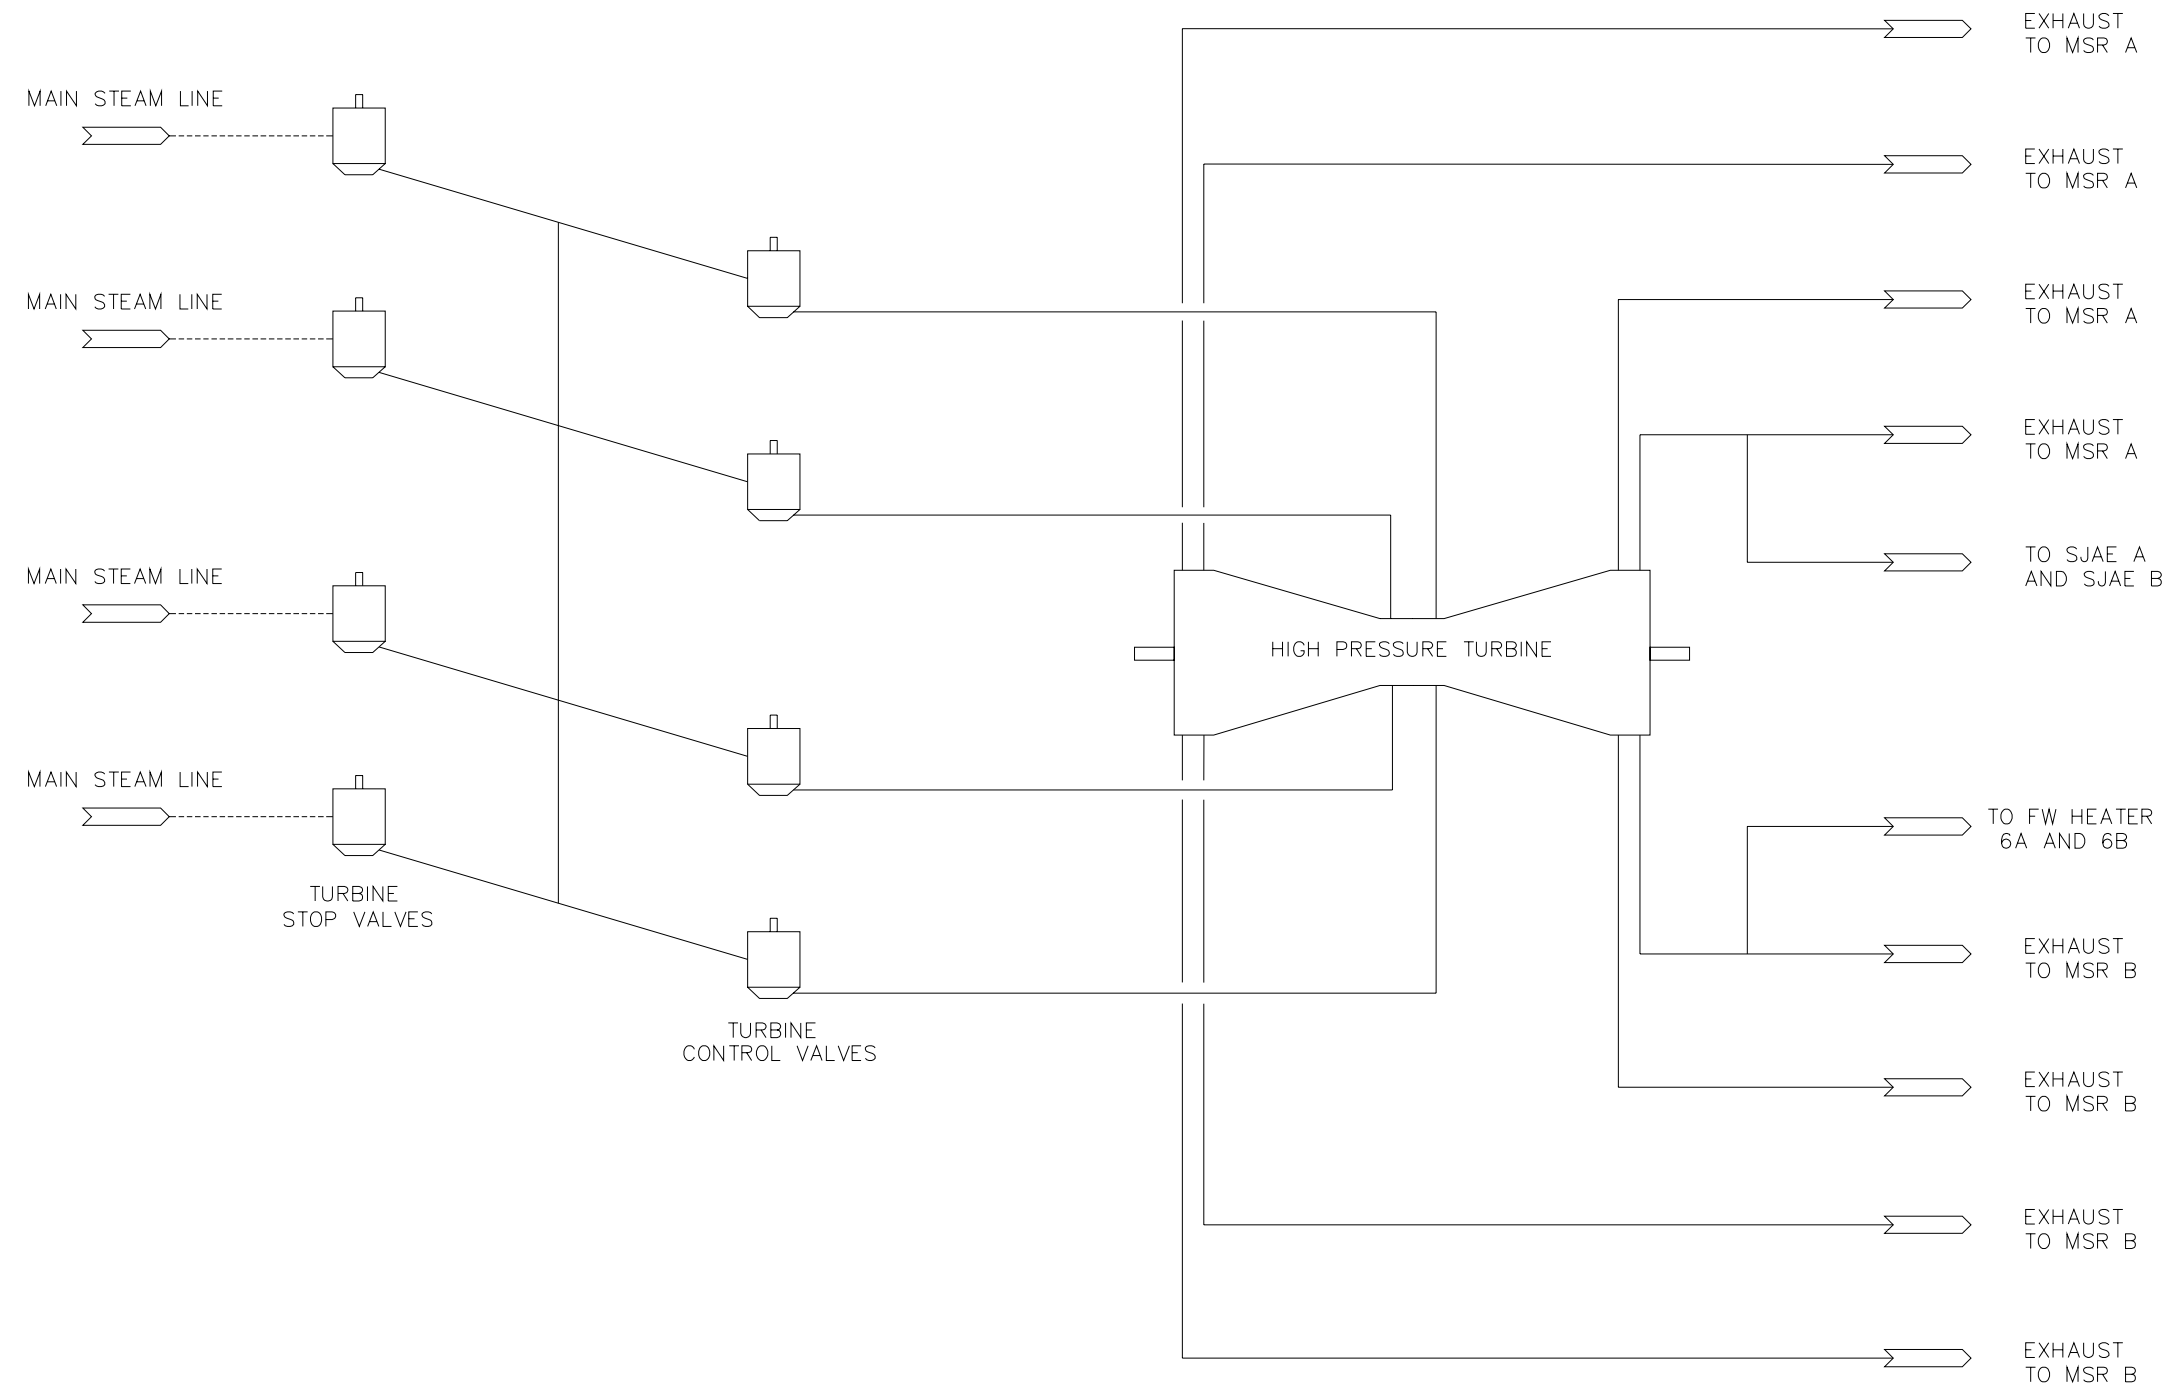 EXHAUST
TO MSR A
MAIN STEAM LINE
EXHAUST
TO MSR A
MAIN STEAM LINE
EXHAUST
TO MSR A
EXHAUST
TO MSR A
TO SJAE A
AND SJAE B
MAIN STEAM LINE
HIGH PRESSURE TURBINE
MAIN STEAM LINE
TO FW HEATER
6A AND 6B
TURBINE
STOP VALVES
EXHAUST
TO MSR B
TURBINE
CONTROL VALVES
EXHAUST
TO MSR B
EXHAUST
TO MSR B
EXHAUST
TO MSR B